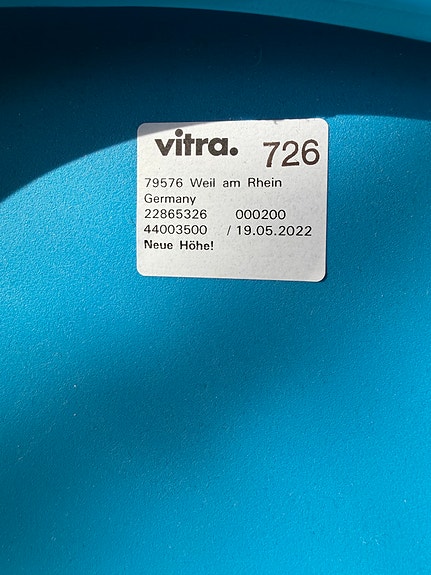 vitra. 726
79576 Weil am Rhein
Germany
22865326 000200
44003500 / 19.05.2022
Neue Höhe!